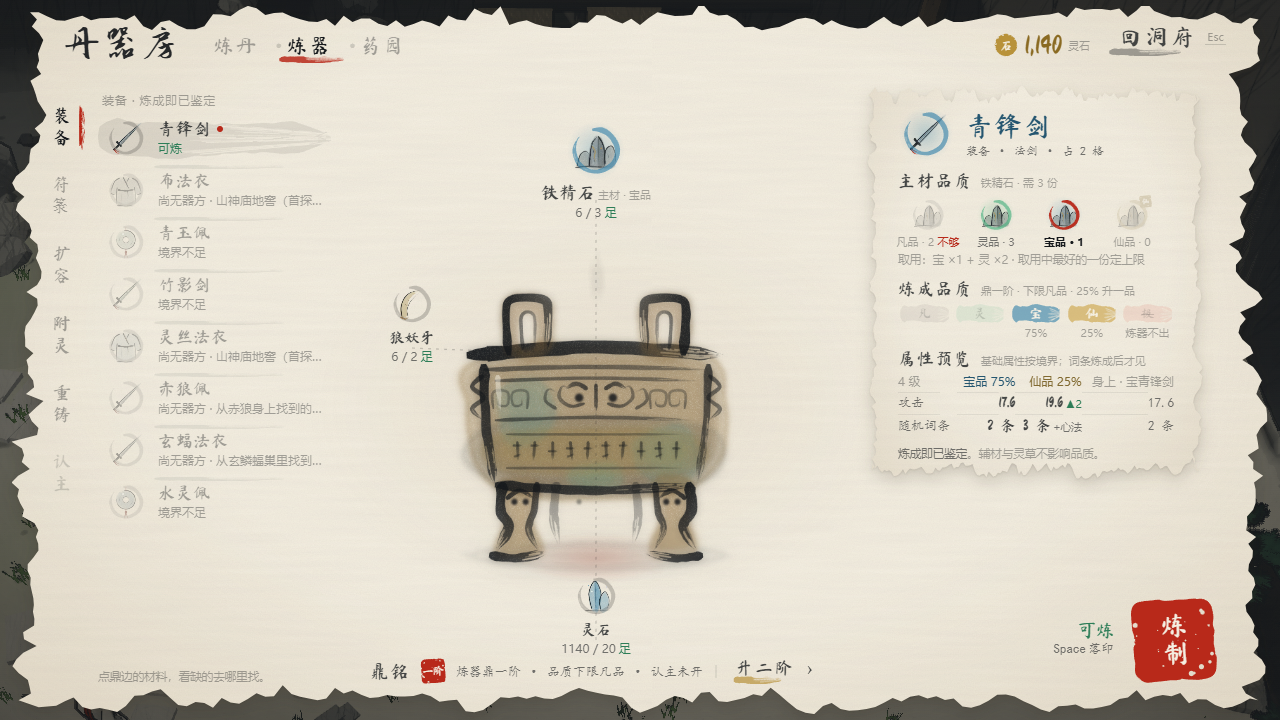 丹器房
炼丹 · 炼器 · 药园
石 1,140 灵石
回洞府 Esc
装备
符箓
扩容
附灵
重铸
认主
装备 · 炼成即已鉴定
青锋剑
可炼
布法衣
尚无器方 · 山神庙地窖（首探...
青玉佩
境界不足
竹影剑
境界不足
灵丝法衣
尚无器方 · 山神庙地窖（首探...
赤狼佩
尚无器方 · 从赤狼身上找到的...
玄蝠法衣
尚无器方 · 从玄鳞蝠巢里找到...
水灵佩
境界不足
点鼎边的材料，看缺的去哪里找。
铁精石 主材 · 宝品
6 / 3 足
狼妖牙
6 / 2 足
灵石
1140 / 20 足
鼎铭 一阶 炼器鼎一阶 • 品质下限凡品 • 认主未开 | 升二阶 ›
青锋剑
装备 • 法剑 • 占 2 格
主材品质 铁精石 · 需 3 份
凡品 · 2 不够 灵品 · 3 宝品 • 1 仙品 · 0
取用：宝 ×1 + 灵 ×2 · 取用中最好的一份定上限
炼成品质 鼎一阶 · 下限凡品 · 25% 升一品
凡 灵 宝 仙
75% 25% 炼器不出
属性预览 基础属性按境界；词条炼成后才见
4 级 宝品 75% 仙品 25% 身上 · 宝青锋剑
攻击 17.6 19.6 ▲2 17.6
随机词条 2 条 3 条 +心法 2 条
炼成即已鉴定。辅材与灵草不影响品质。
可炼
Space 落印
炼制